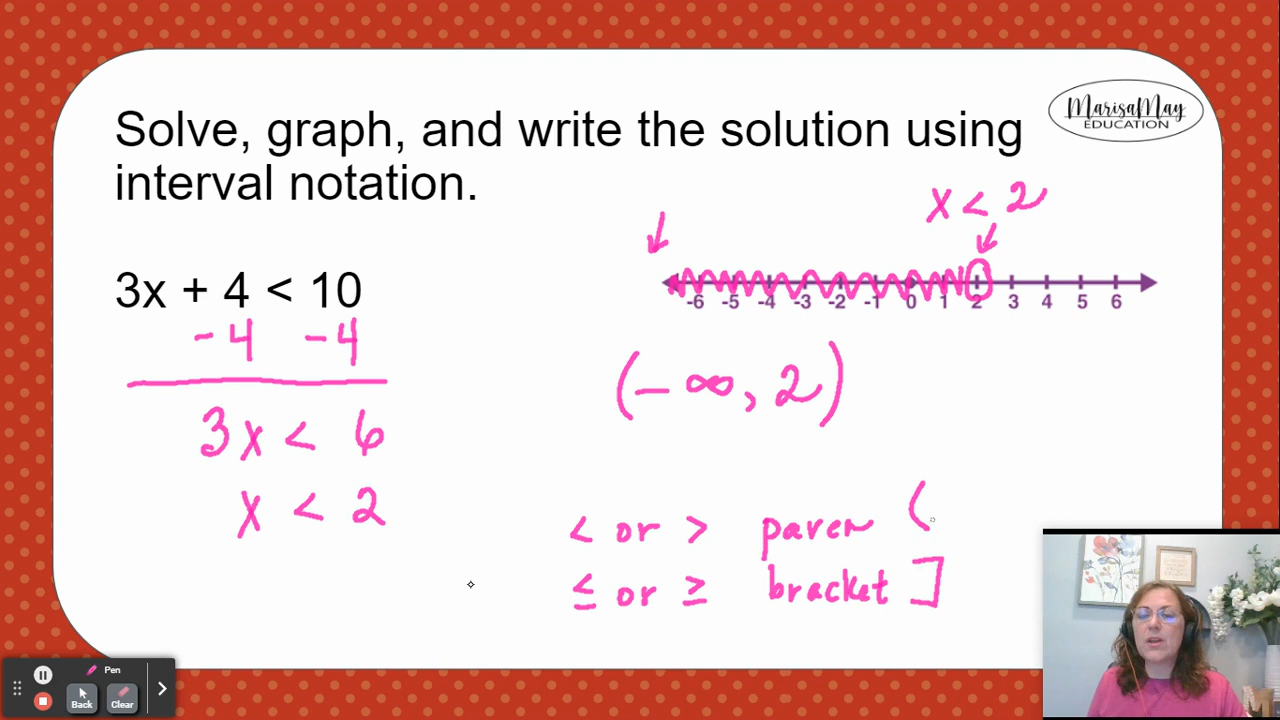 Solve, graph, and write the solution using
interval notation.
MarisaMay
EDUCATION
3x + 4 < 10
-4 -4
3x < 6
x < 2
x < 2
-6 -5 -4 -3 -2 -1 0 1 2 3 4 5 6
(-∞, 2)
< or > paren (
≤ or ≥ bracket ]
Pen
Back
Clear